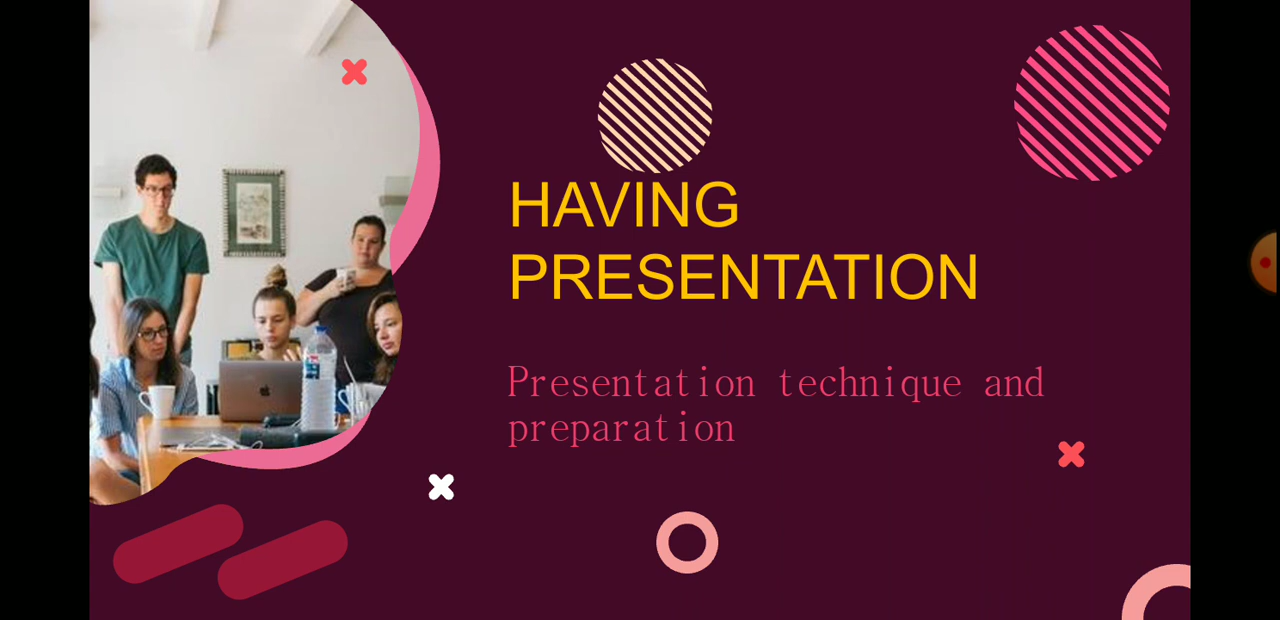 HAVING
PRESENTATION
Presentation technique and
preparation